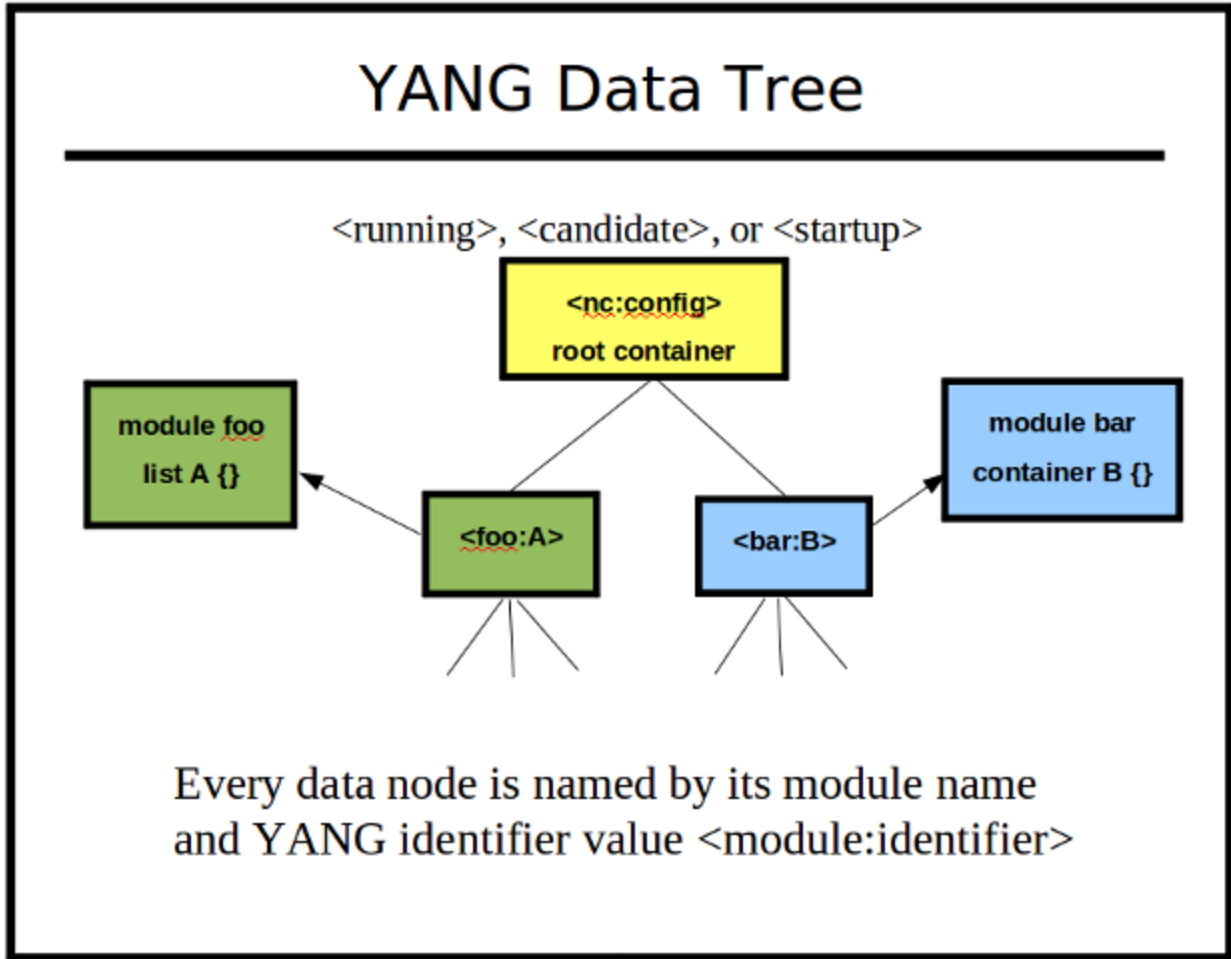 YANG Data Tree
<running>, <candidate>, or <startup>
<nc:config>
root container
module foo
list A {}
module bar
container B {}
<foo:A>
<bar:B>
Every data node is named by its module name
and YANG identifier value <module:identifier>